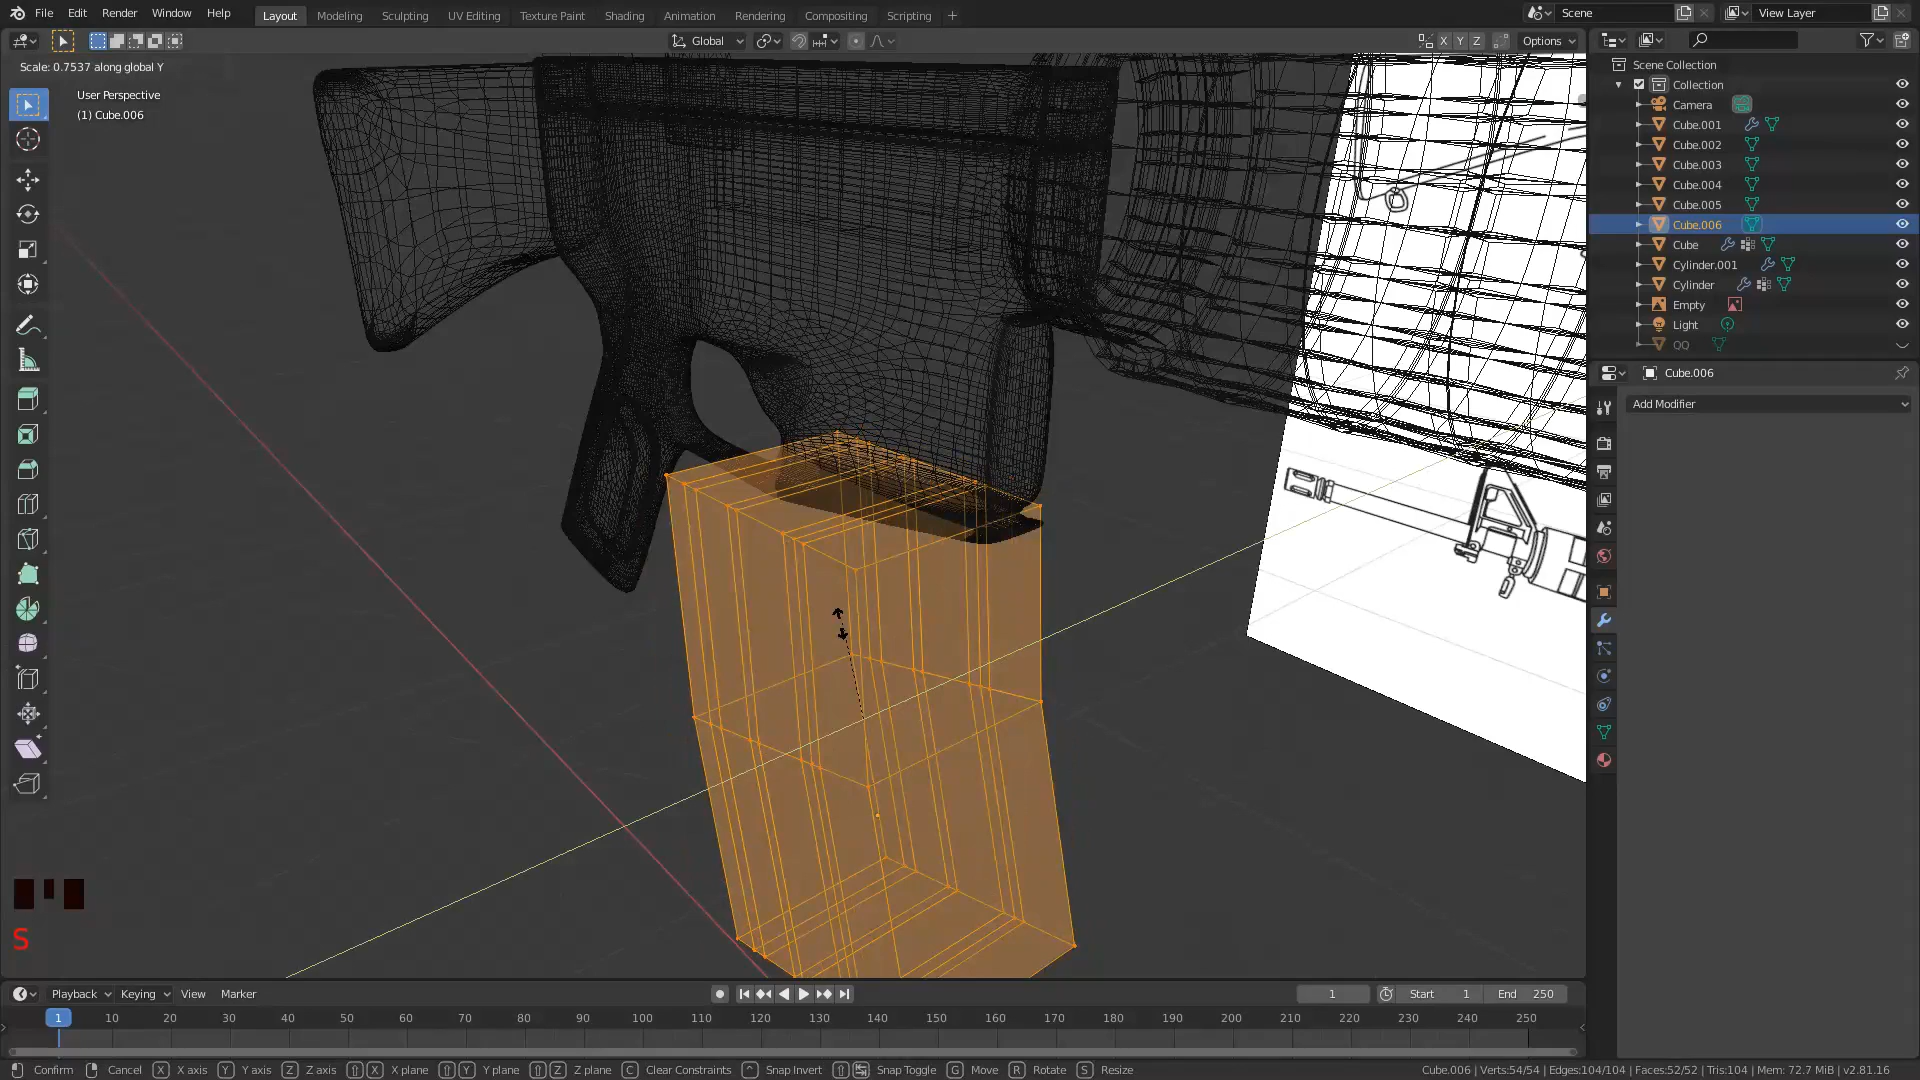 File Edit Render Window Help Layout Modeling Sculpting UV Editing Texture Paint Shading Animation Rendering Compositing Scripting + Scene View Layer
Global X Y Z Options
Scale: 0.7537 along global Y
User Perspective
(1) Cube.006
Scene Collection
Collection
Camera
Cube.001
Cube.002
Cube.003
Cube.004
Cube.005
Cube.006
Cube
Cylinder.001
Cylinder
Empty
Light
QQ
Cube.006
Add Modifier
S
Playback Keying View Marker 1 Start 1 End 250
1 10 20 30 40 50 60 70 80 90 100 110 120 130 140 150 160 170 180 190 200 210 220 230 240 250
Confirm Cancel X X axis Y Y axis Z Z axis X X plane Y Y plane Z Z plane C Clear Constraints Snap Invert Snap Toggle G Move R Rotate S Resize Cube.006 | Verts:54/54 | Edges:104/104 | Faces:52/52 | Tris:104 | Mem: 72.7 MiB | v2.81.16